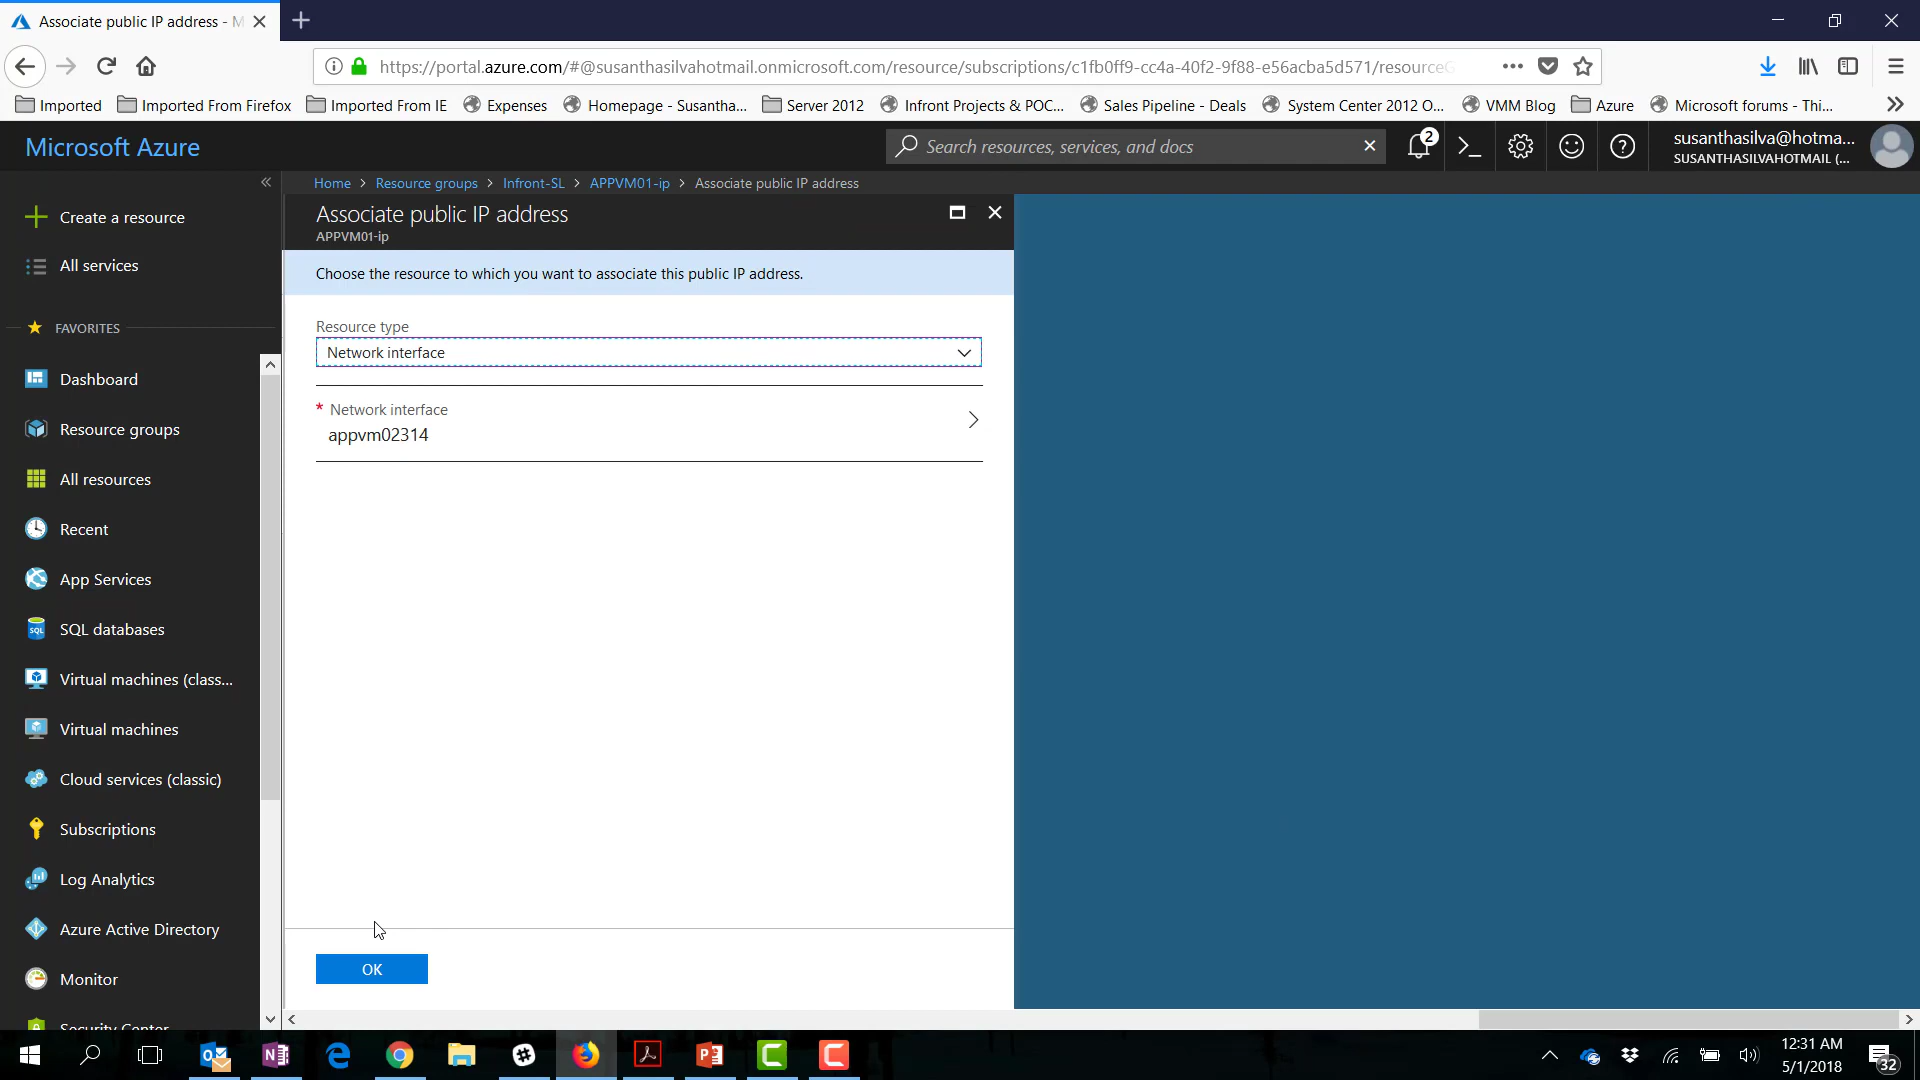 Associate public IP address - M
https://portal.azure.com/#@susanthasilvahotmail.onmicrosoft.com/resource/subscriptions/c1fb0ff9-cc4a-40f2-9f88-e56acba5d571/resourceG
Imported Imported From Firefox Imported From IE Expenses Homepage - Susantha... Server 2012 Infront Projects & POC... Sales Pipeline - Deals System Center 2012 O... VMM Blog Azure Microsoft forums - Thi...
Microsoft Azure
Search resources, services, and docs
2
susanthasilva@hotma...
SUSANTHASILVAHOTMAIL (...
Home > Resource groups > Infront-SL > APPVM01-ip > Associate public IP address
Create a resource
All services
FAVORITES
Dashboard
Resource groups
All resources
Recent
App Services
SQL databases
Virtual machines (class...
Virtual machines
Cloud services (classic)
Subscriptions
Log Analytics
Azure Active Directory
Monitor
Security Center
Associate public IP address
APPVM01-ip
Choose the resource to which you want to associate this public IP address.
Resource type
Network interface
* Network interface
appvm02314
OK
12:31 AM
5/1/2018
32